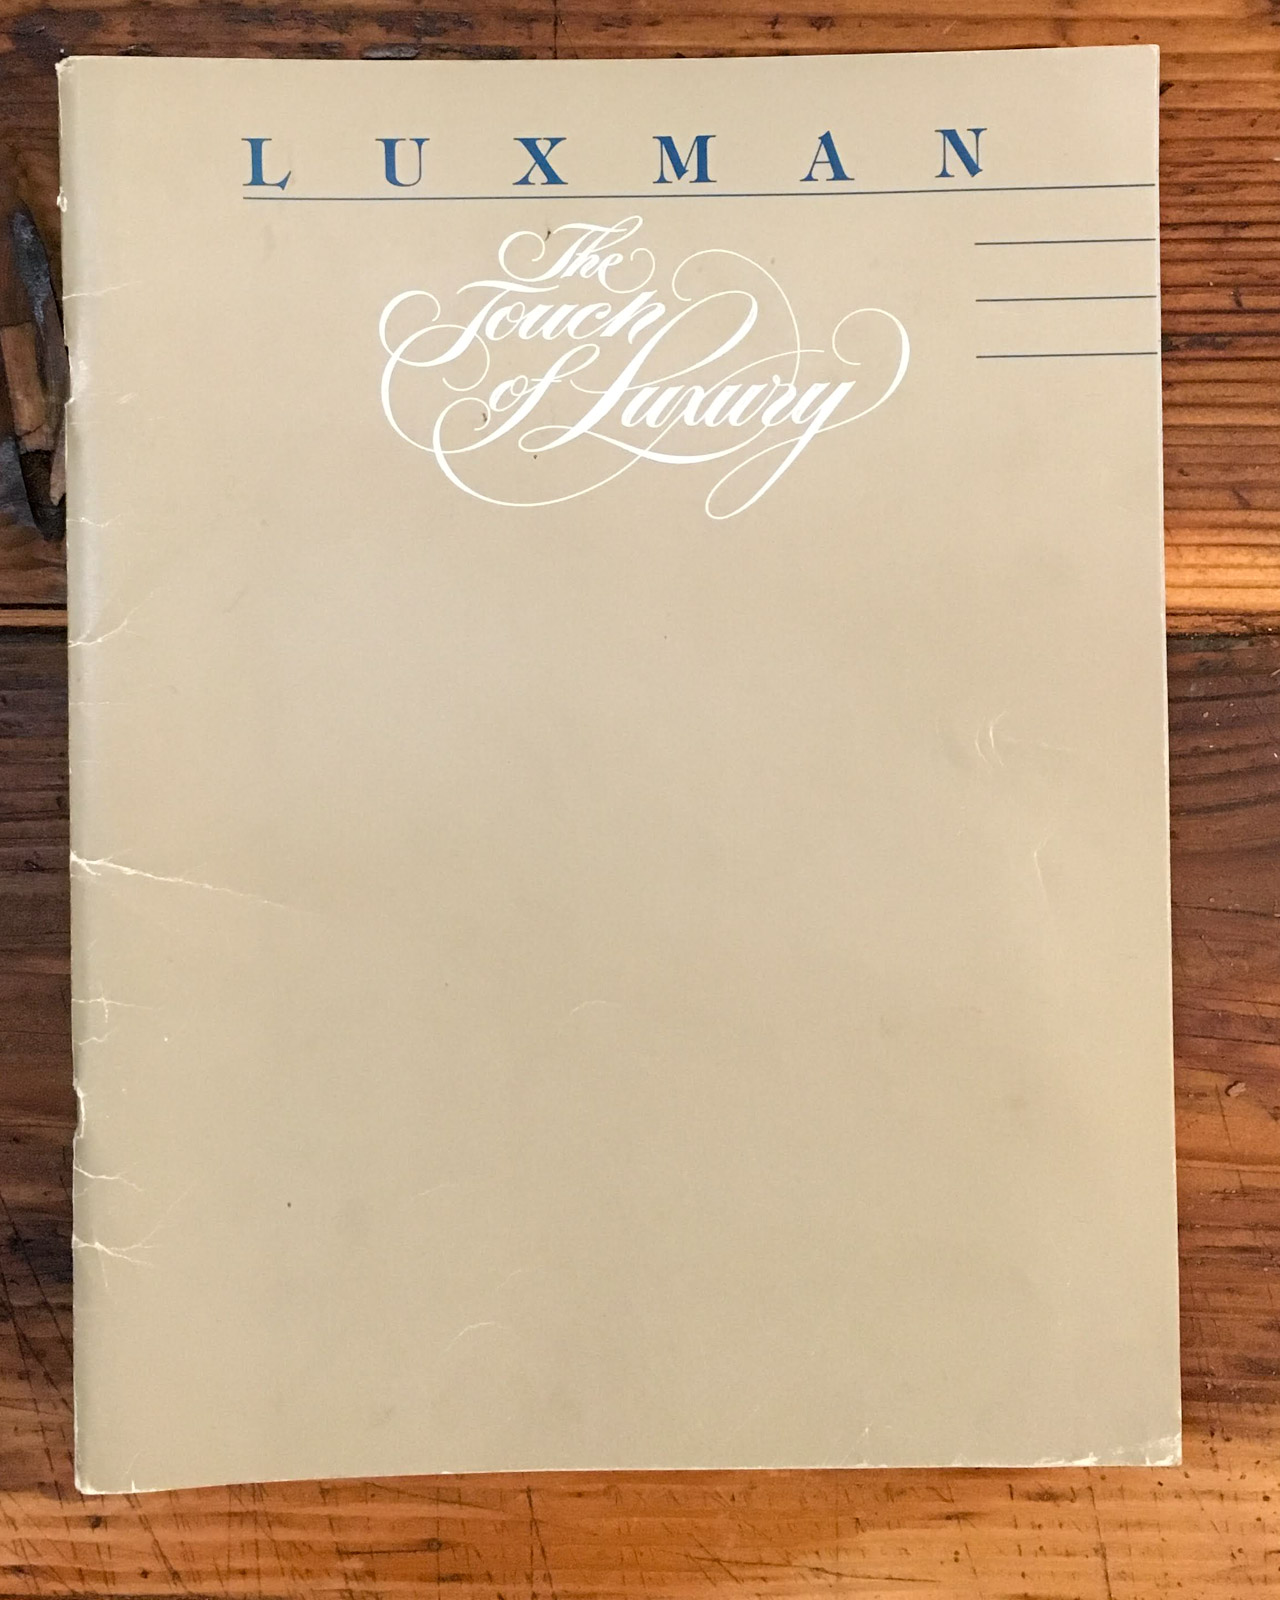 LUXMAN
The
Touch
of Luxury